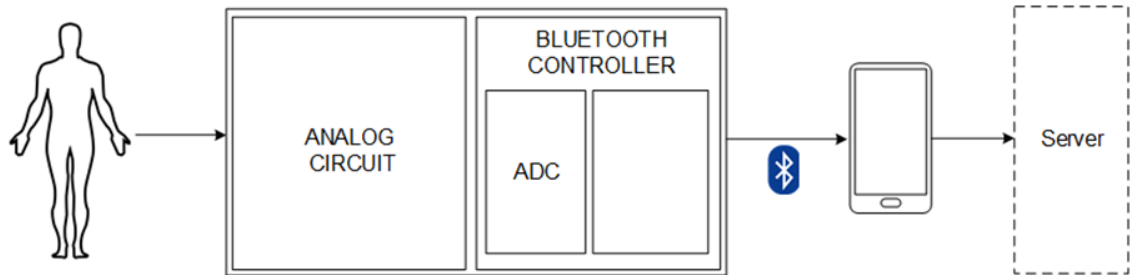 ANALOG
CIRCUIT
BLUETOOTH
CONTROLLER
ADC
Server